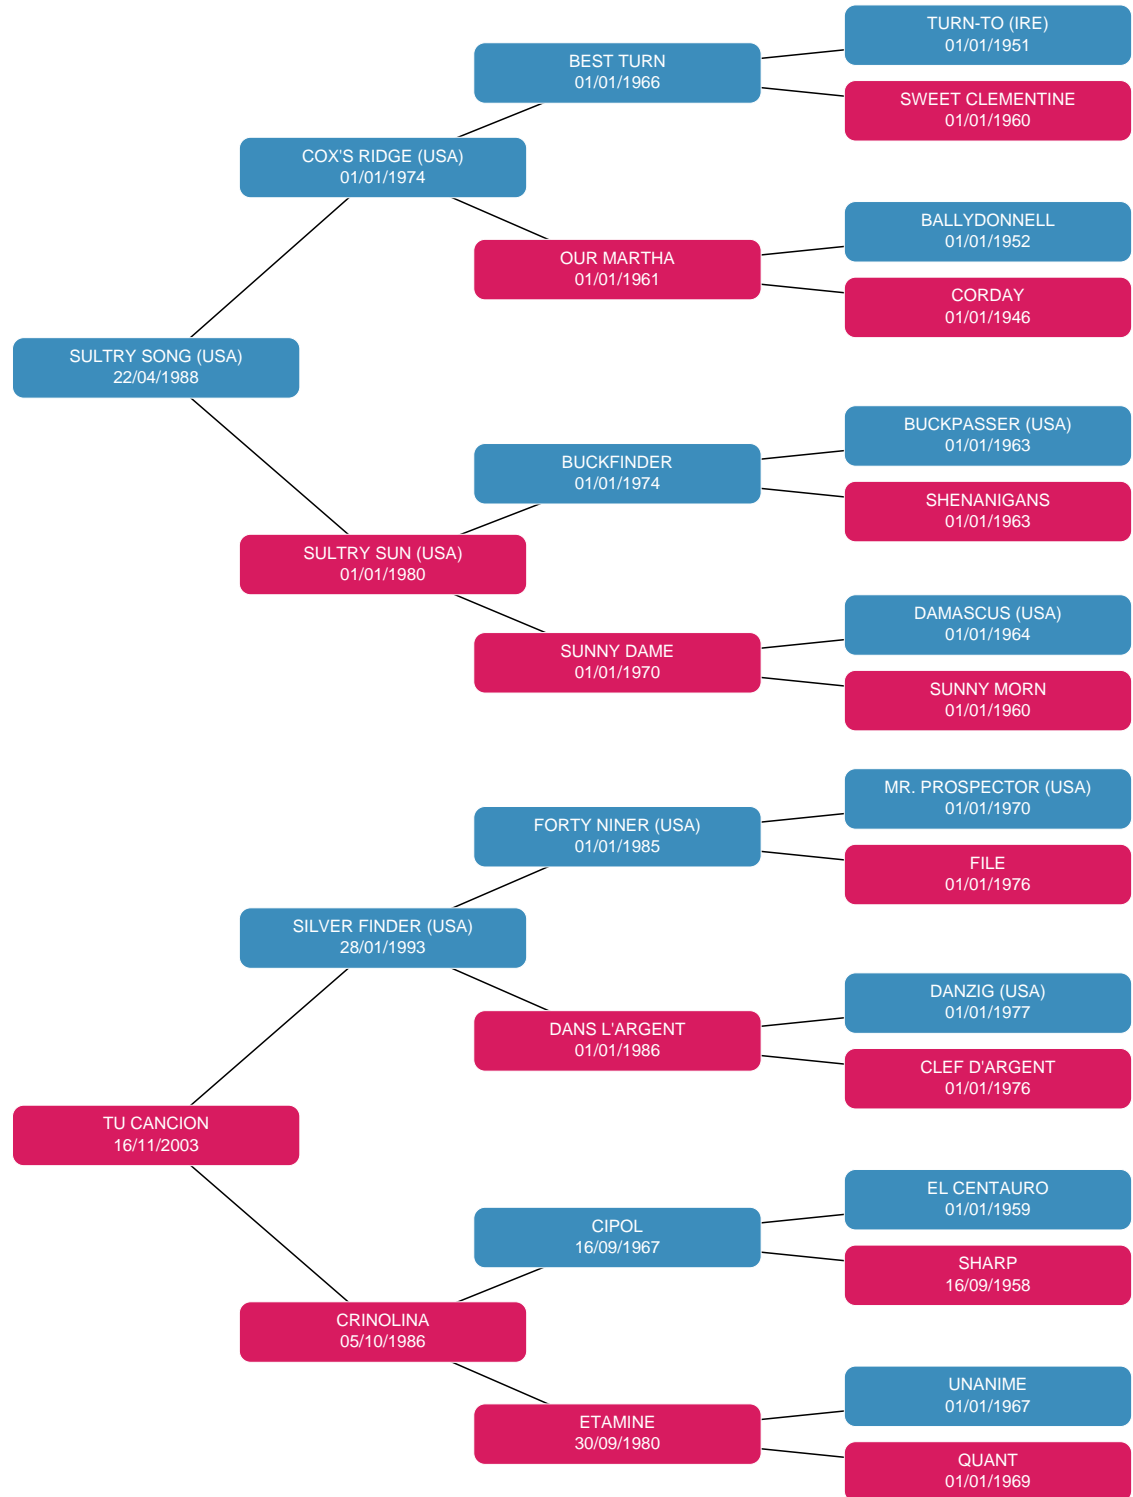 TURN-TO (IRE)
01/01/1951
BEST TURN
01/01/1966
SWEET CLEMENTINE
01/01/1960
COX'S RIDGE (USA)
01/01/1974
BALLYDONNELL
01/01/1952
OUR MARTHA
01/01/1961
CORDAY
01/01/1946
SULTRY SONG (USA)
22/04/1988
BUCKPASSER (USA)
01/01/1963
BUCKFINDER
01/01/1974
SHENANIGANS
01/01/1963
SULTRY SUN (USA)
01/01/1980
DAMASCUS (USA)
01/01/1964
SUNNY DAME
01/01/1970
SUNNY MORN
01/01/1960
MR. PROSPECTOR (USA)
01/01/1970
FORTY NINER (USA)
01/01/1985
FILE
01/01/1976
SILVER FINDER (USA)
28/01/1993
DANZIG (USA)
01/01/1977
DANS L'ARGENT
01/01/1986
CLEF D'ARGENT
01/01/1976
TU CANCION
16/11/2003
EL CENTAURO
01/01/1959
CIPOL
16/09/1967
SHARP
16/09/1958
CRINOLINA
05/10/1986
UNANIME
01/01/1967
ETAMINE
30/09/1980
QUANT
01/01/1969